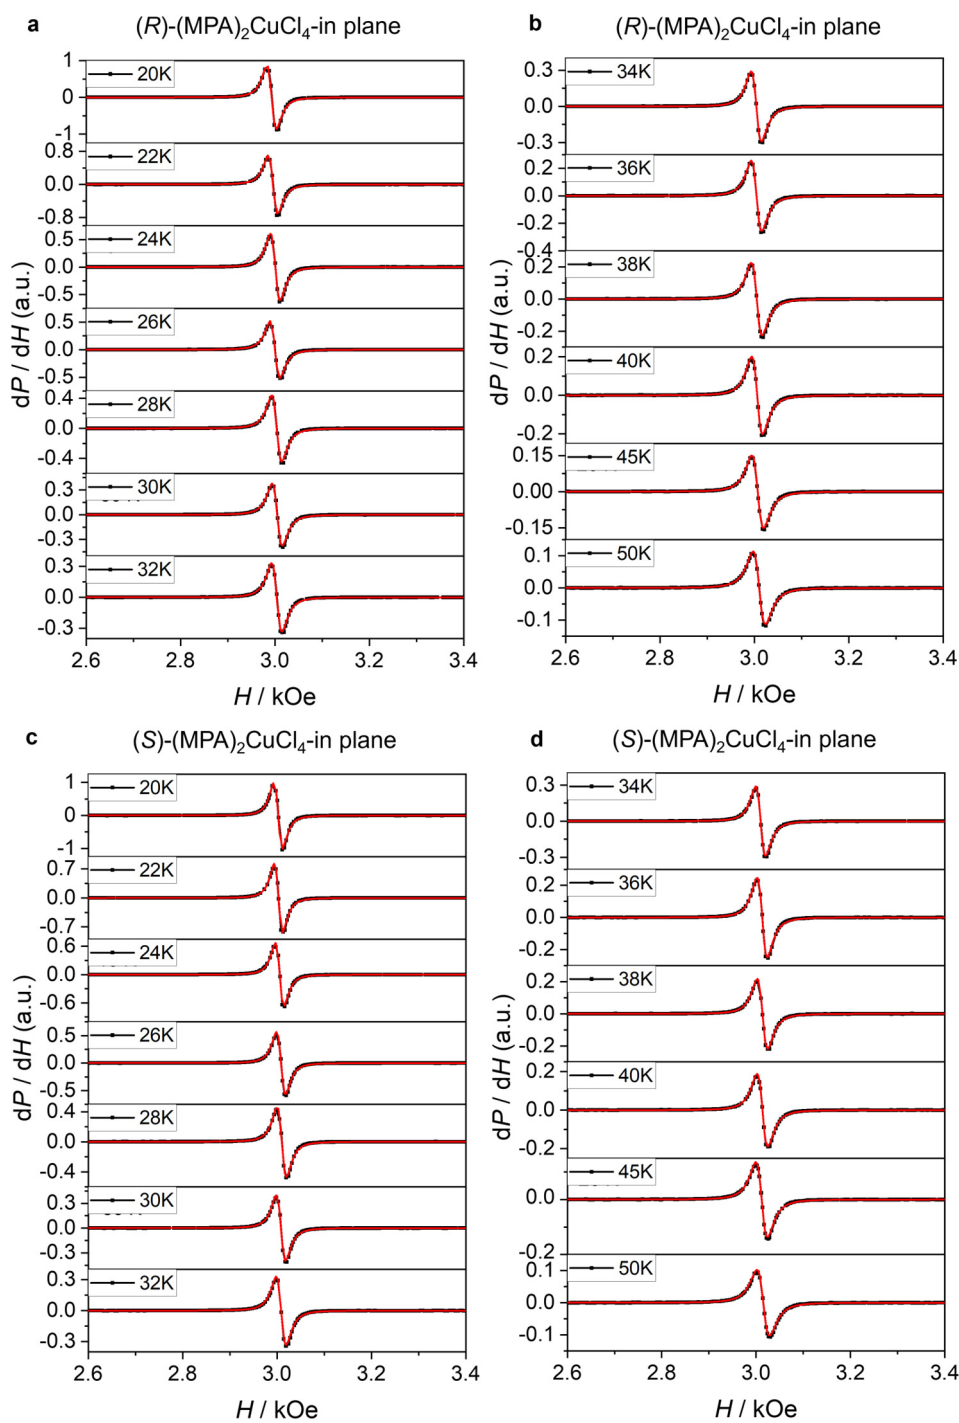 a (R)-(MPA)₂CuCl₄-in plane
1
20K
0
-1
0.8
22K
0.0
-0.8
0.5
24K
0.0
-0.5
0.5
26K
0.0
-0.5
0.4
28K
0.0
-0.4
0.3
30K
0.0
-0.3
0.3
32K
0.0
-0.3
dP / dH (a.u.)
2.6 2.8 3.0 3.2 3.4
H / kOe
b (R)-(MPA)₂CuCl₄-in plane
0.3
34K
0.0
-0.3
0.2
36K
0.0
-0.2
-0.4
0.2
38K
0.0
-0.2
0.2
40K
0.0
-0.2
0.15
45K
0.00
-0.15
0.1
50K
0.0
-0.1
dP / dH (a.u.)
2.6 2.8 3.0 3.2 3.4
H / kOe
c (S)-(MPA)₂CuCl₄-in plane
1
20K
0
-1
0.7
22K
0.0
-0.7
0.6
24K
0.0
-0.6
0.5
26K
0.0
-0.5
0.4
28K
0.0
-0.4
0.3
30K
0.0
-0.3
0.3
32K
0.0
-0.3
dP / dH (a.u.)
2.6 2.8 3.0 3.2 3.4
H / kOe
d (S)-(MPA)₂CuCl₄-in plane
0.3
34K
0.0
-0.3
0.2
36K
0.0
-0.2
0.2
38K
0.0
-0.2
0.2
40K
0.0
-0.2
45K
0.0
-0.2
0.1
50K
0.0
-0.1
dP / dH (a.u.)
2.6 2.8 3.0 3.2 3.4
H / kOe